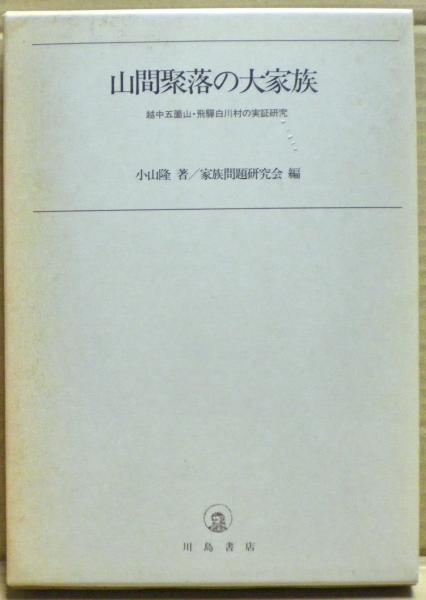 山間聚落の大家族
越中五箇山・飛騨白川村の実証研究
小山隆 著／家族問題研究会 編
川島書店